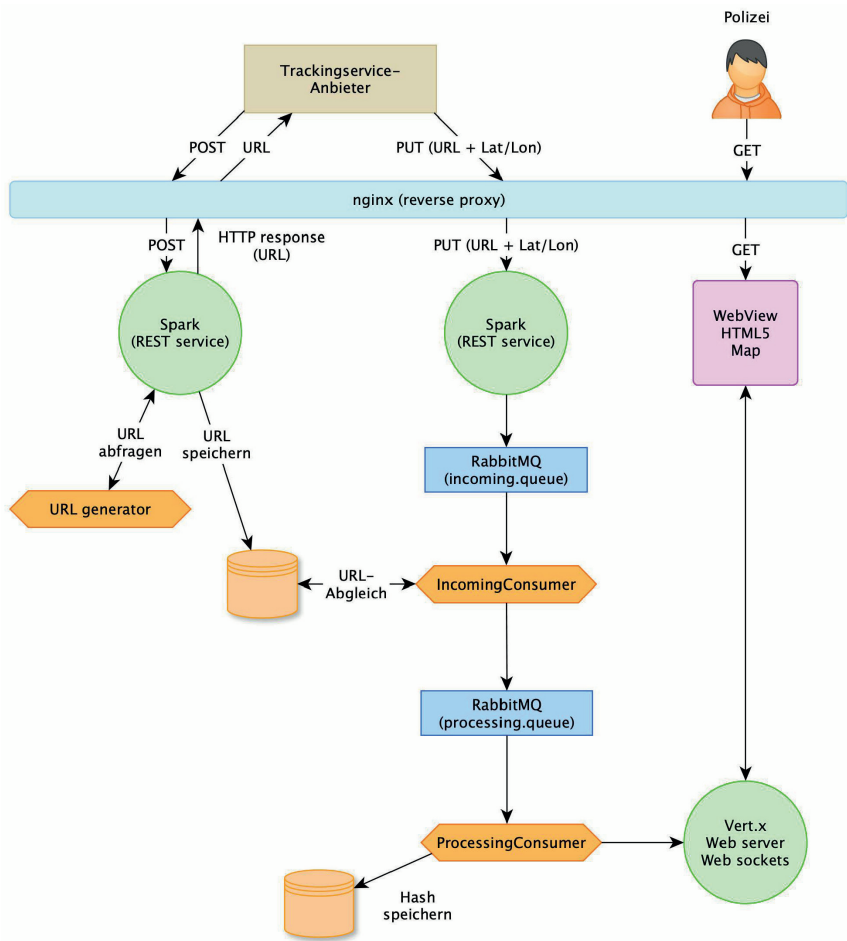 Polizei
Trackingservice-
Anbieter
POST
URL
PUT (URL + Lat/Lon)
GET
nginx (reverse proxy)
POST
HTTP response
(URL)
PUT (URL + Lat/Lon)
GET
Spark
(REST service)
Spark
(REST service)
WebView
HTML5
Map
URL
abfragen
URL
speichern
RabbitMQ
(incoming.queue)
URL generator
URL-
Abgleich
IncomingConsumer
RabbitMQ
(processing.queue)
ProcessingConsumer
Vert.x
Web server
Web sockets
Hash
speichern